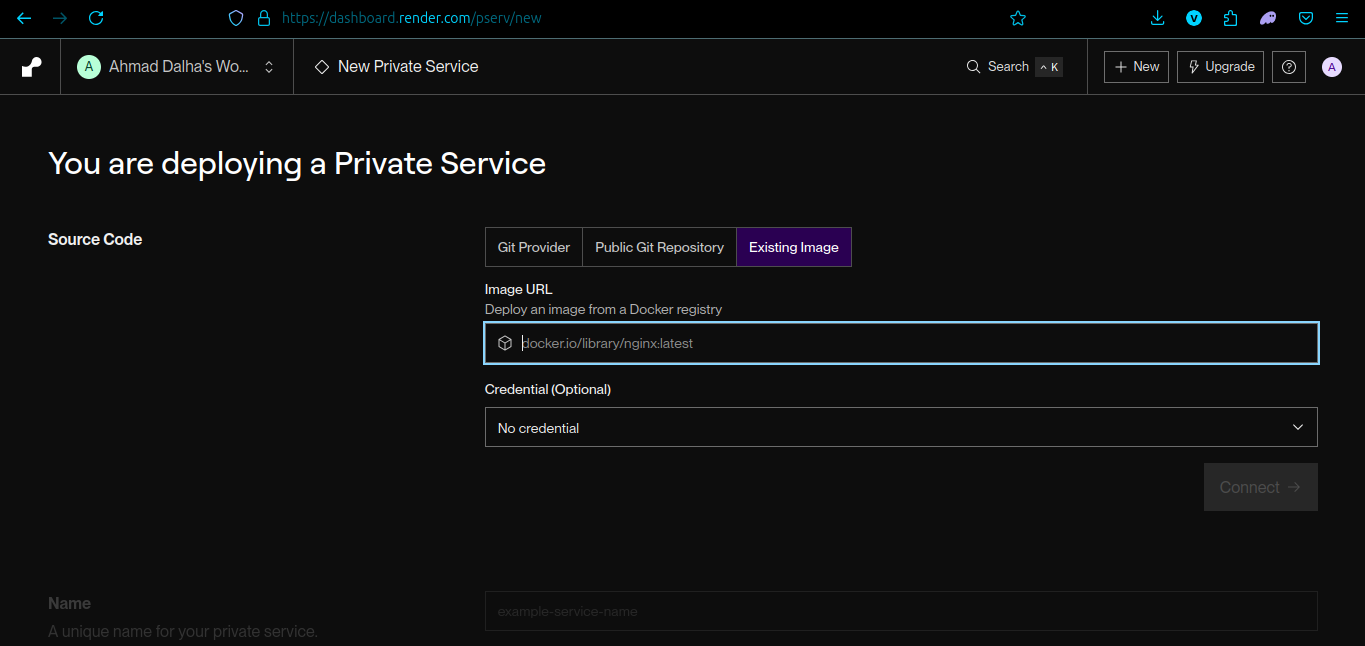 https://dashboard.render.com/pserv/new
V
A Ahmad Dalha's Wo...
New Private Service
Search ^ K
+ New
Upgrade
A
You are deploying a Private Service
Source Code
Git Provider
Public Git Repository
Existing Image
Image URL
Deploy an image from a Docker registry
docker.io/library/nginx:latest
Credential (Optional)
No credential
Connect →
Name
example-service-name
A unique name for your private service.